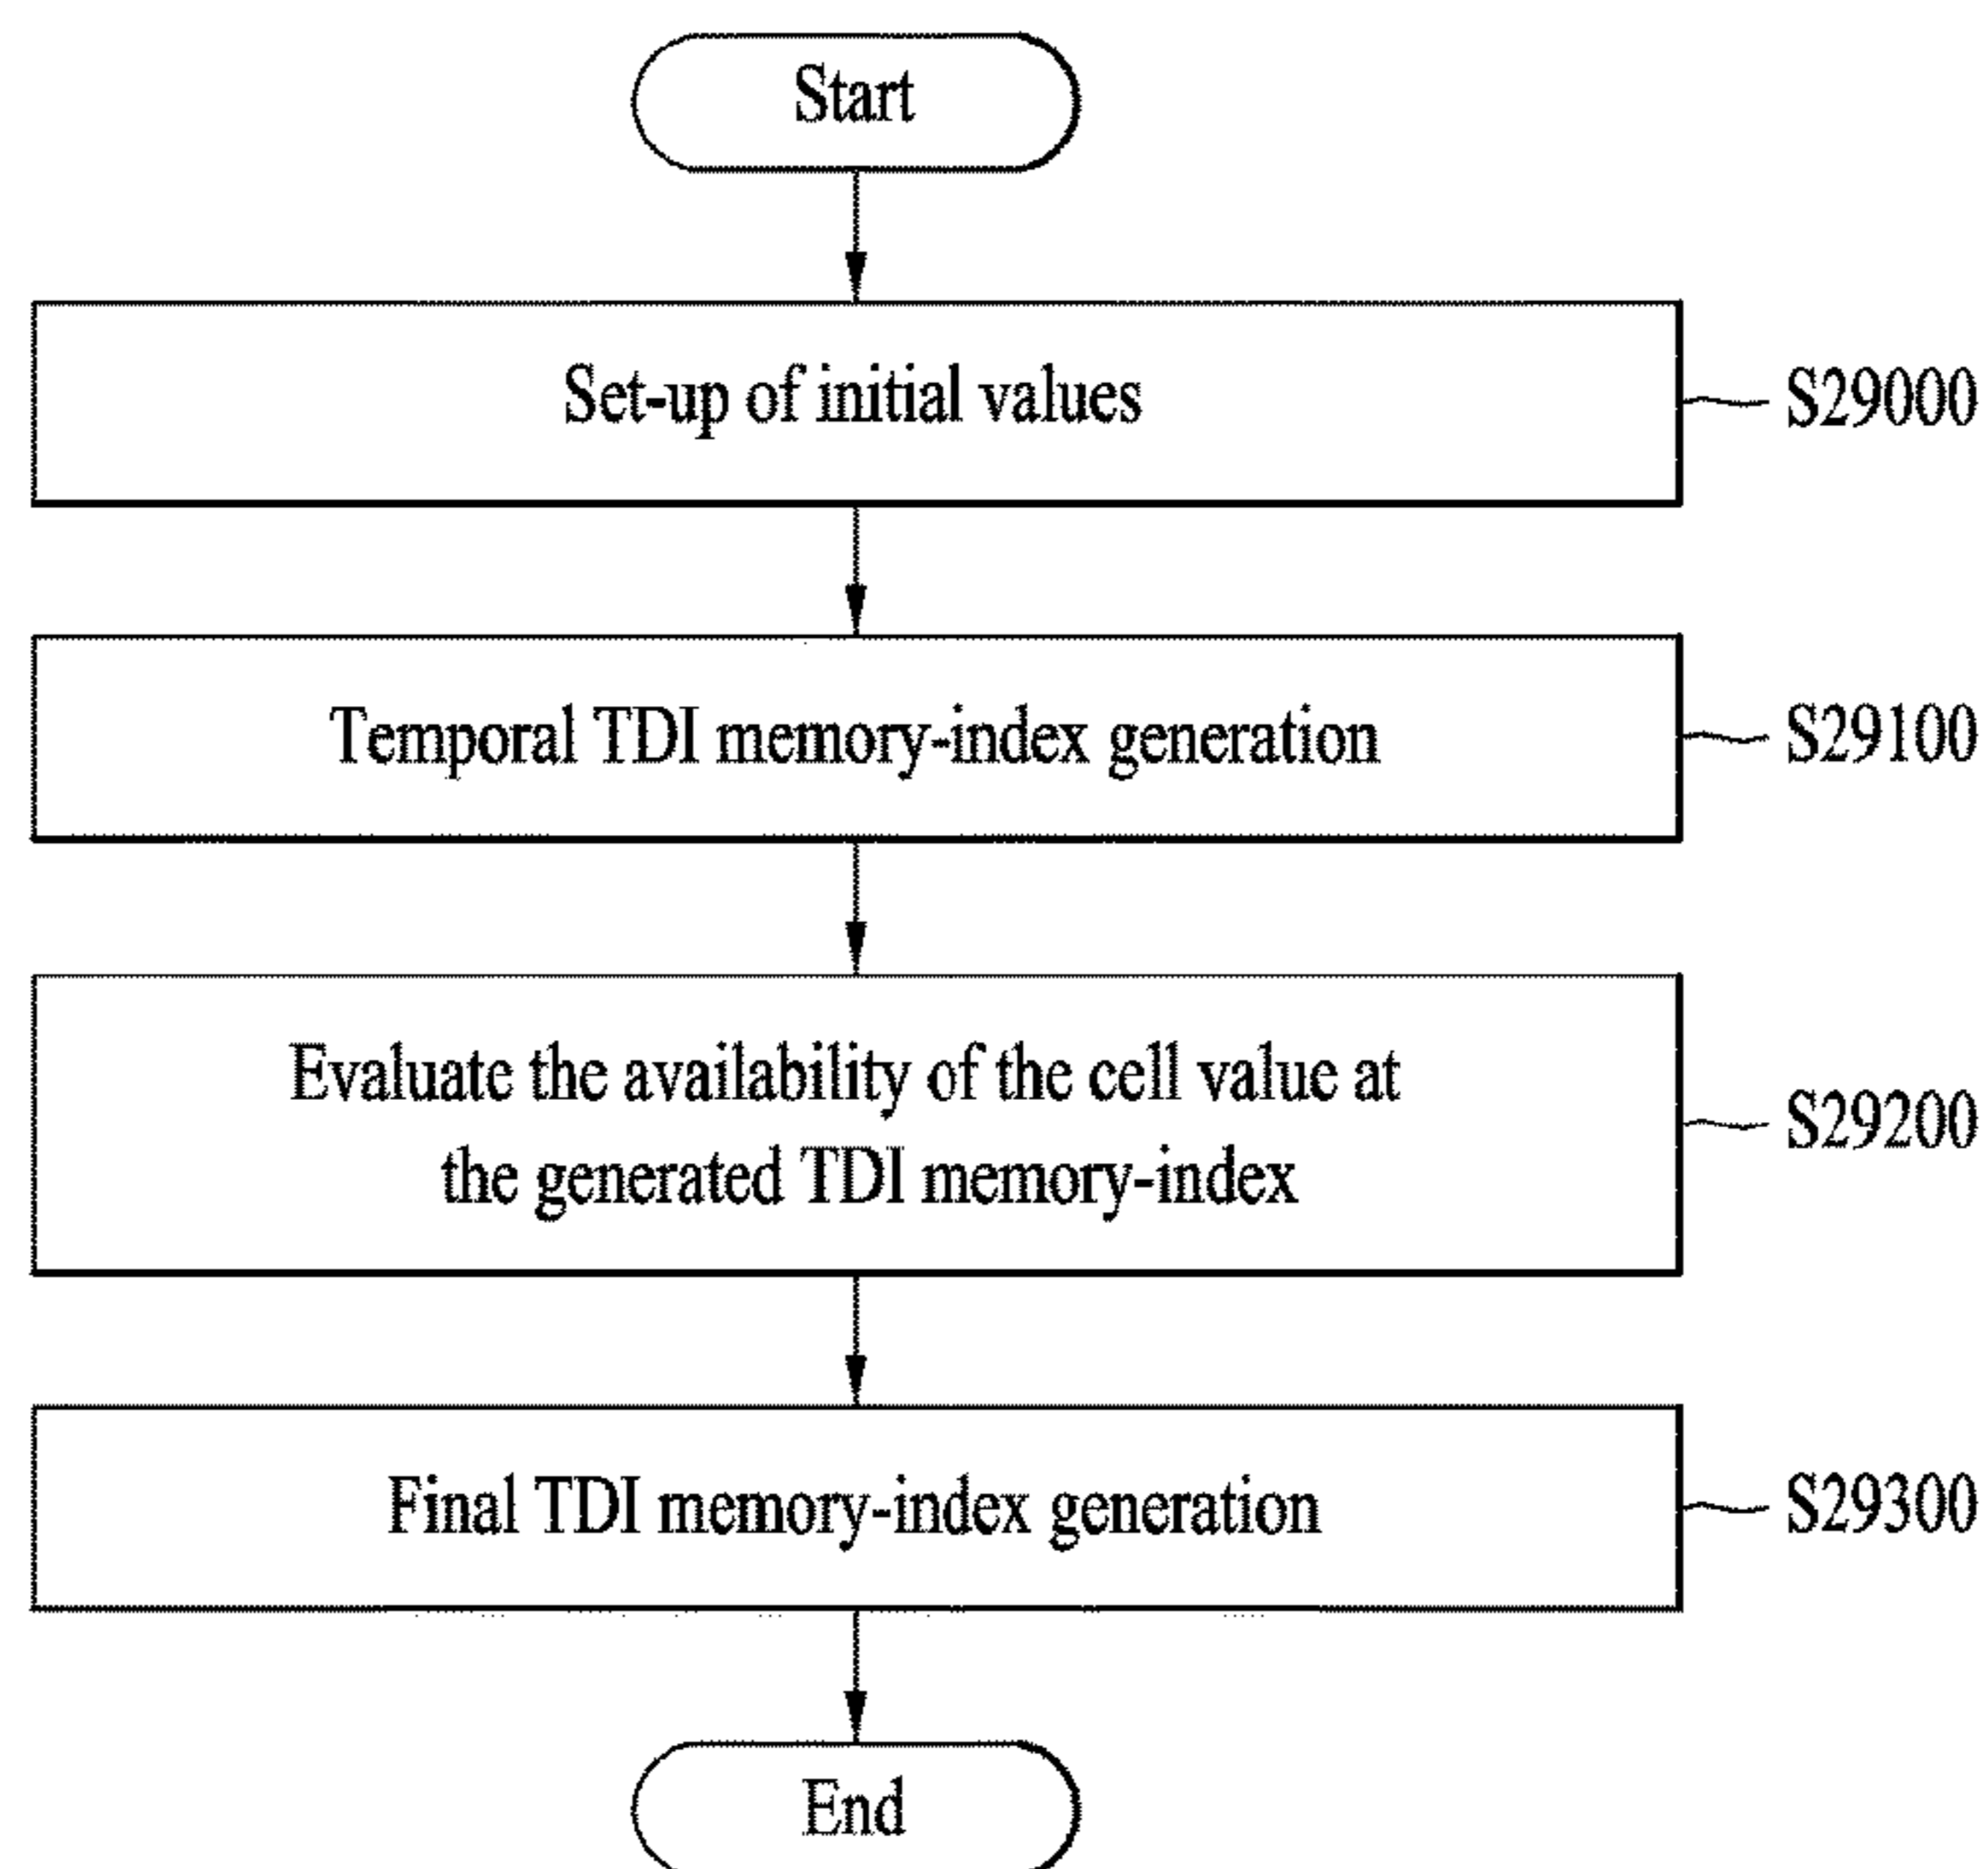 Start
Set-up of initial values
S29000
Temporal TDI memory-index generation
S29100
Evaluate the availability of the cell value at
the generated TDI memory-index
S29200
Final TDI memory-index generation
S29300
End